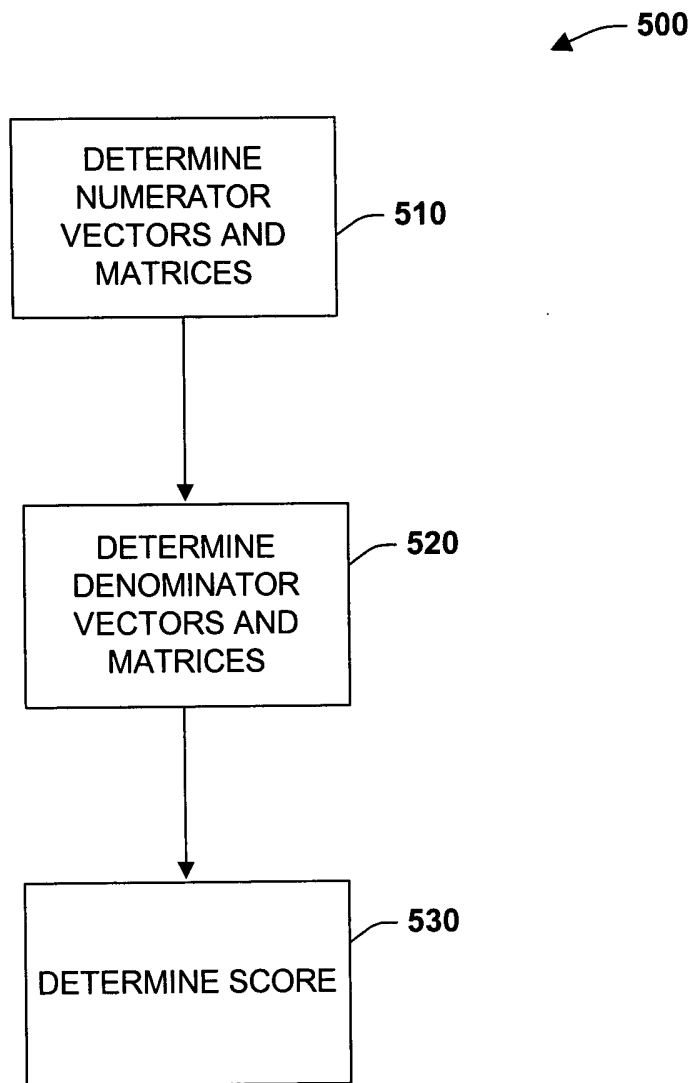 500
DETERMINE
NUMERATOR
VECTORS AND
MATRICES
510
DETERMINE
DENOMINATOR
VECTORS AND
MATRICES
520
DETERMINE SCORE
530